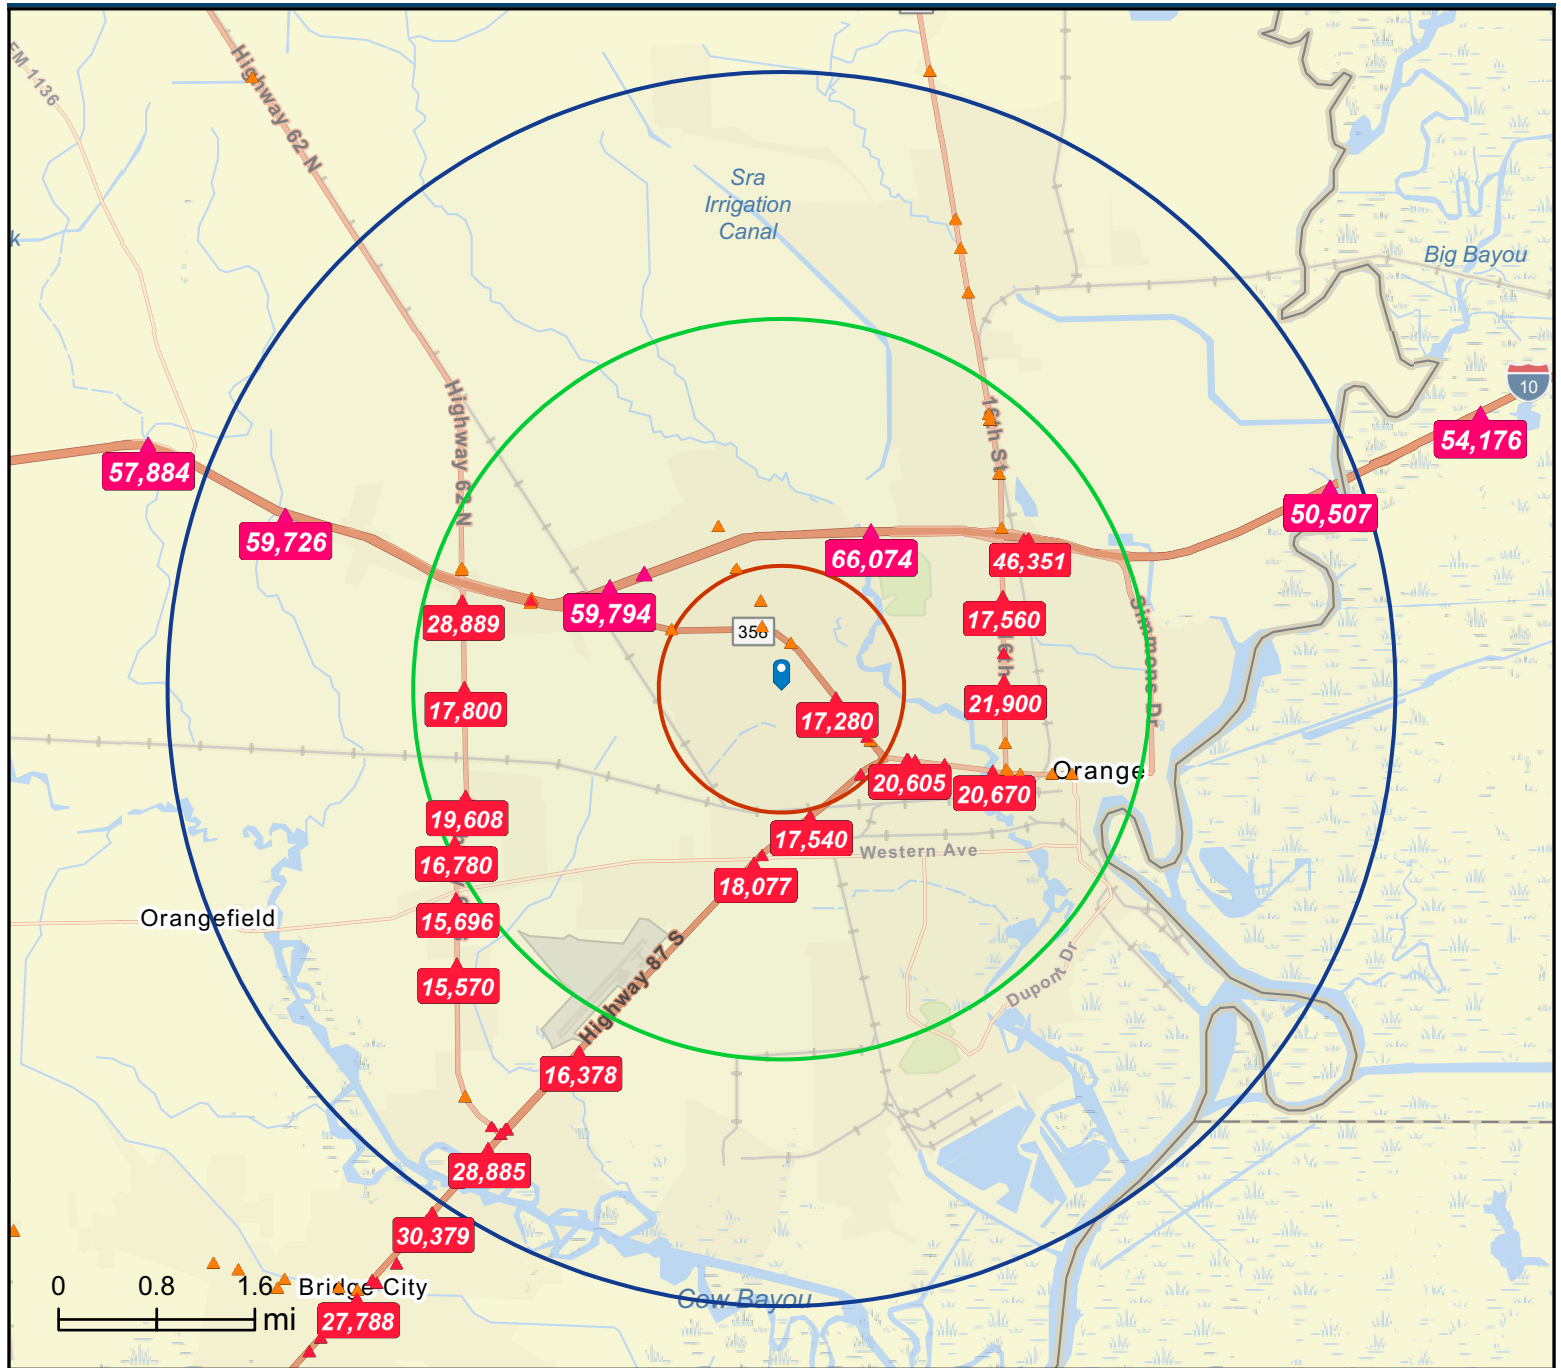 FM 1136
Highway 62 N
Sra
Irrigation
Canal
k
Big Bayou
10
Highway 62 N
16th St
54,176
57,884
50,507
59,726
66,074
46,351
59,794
28,889
17,560
358
16th
Simmons Dr
17,800
21,900
17,280
Orange
20,605
20,670
19,608
17,540
16,780
Western Ave
18,077
Orangefield
15,696
Highway 87 S
15,570
Dupont Dr
16,378
28,885
30,379
0 0.8 1.6
mi
Bridge City
Cow Bayou
27,788